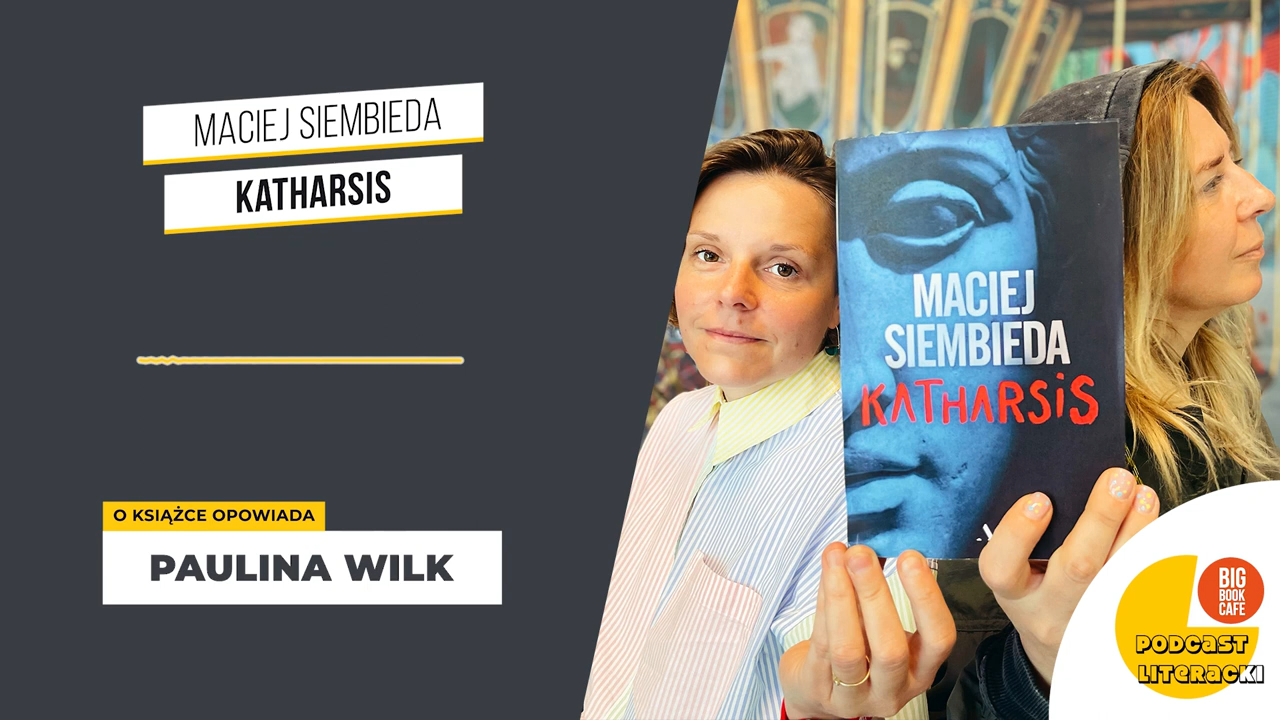 MACIEJ SIEMBIEDA
KATHARSIS
O KSIĄŻCE OPOWIADA
PAULINA WILK
MACIEJ
SIEMBIEDA
KATHARSiS
BIG
BOOK
CAFE
PODCAST
LITERACKI